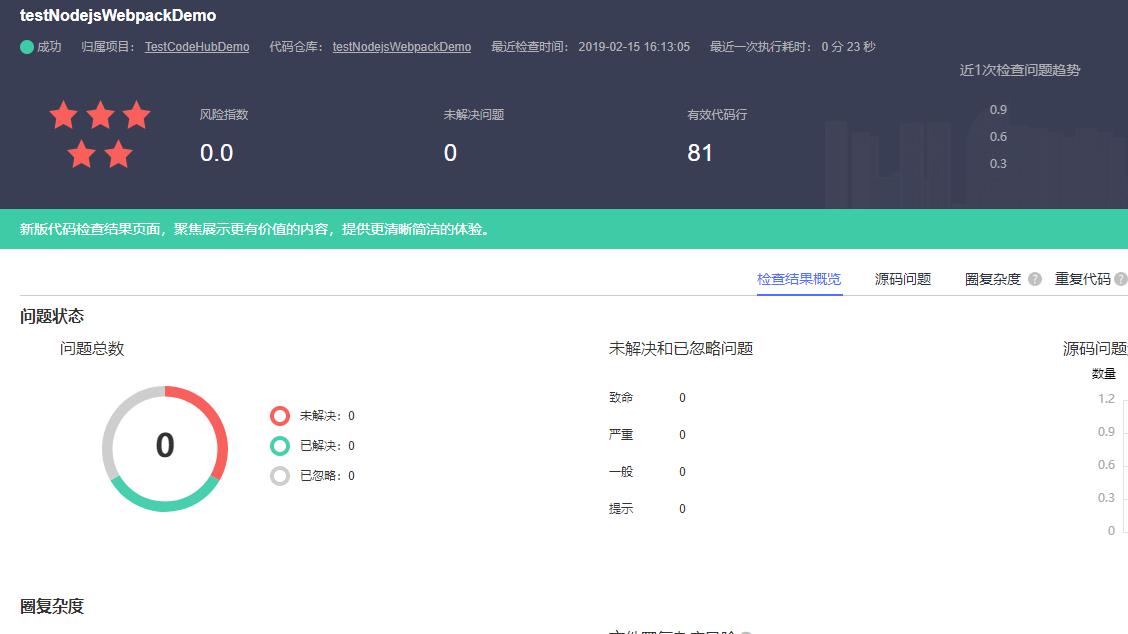 testNodejsWebpackDemo
成功 归属项目： TestCodeHubDemo 代码仓库： testNodejsWebpackDemo 最近检查时间： 2019-02-15 16:13:05 最近一次执行耗时： 0 分 23 秒
近1次检查问题趋势
风险指数 未解决问题 有效代码行
0.0 0 81
0.9
0.6
0.3
新版代码检查结果页面，聚焦展示更有价值的内容，提供更清晰简洁的体验。
检查结果概览 源码问题 圈复杂度 ? 重复代码 ?
问题状态
问题总数 未解决和已忽略问题 源码问题
数量
0
未解决：0
已解决：0
已忽略：0
致命 0
严重 0
一般 0
提示 0
1.2
0.9
0.6
0.3
0
圈复杂度